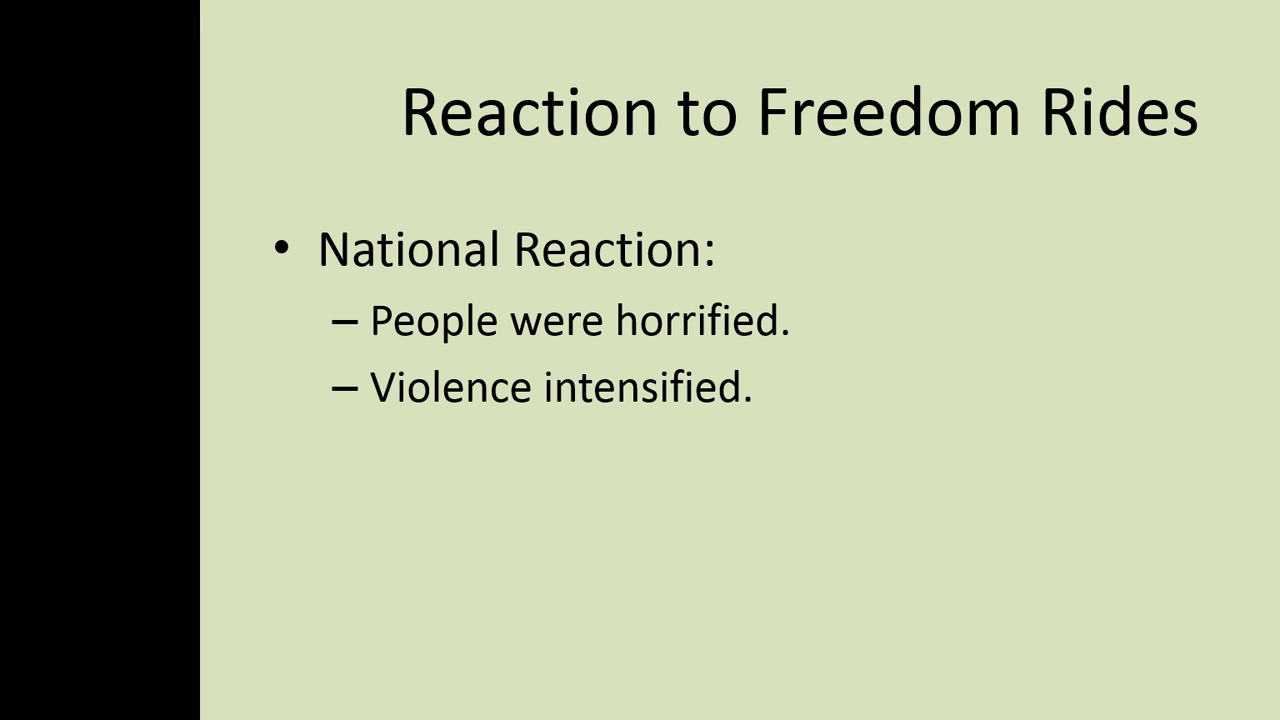 Reaction to Freedom Rides
• National Reaction:
– People were horrified.
– Violence intensified.